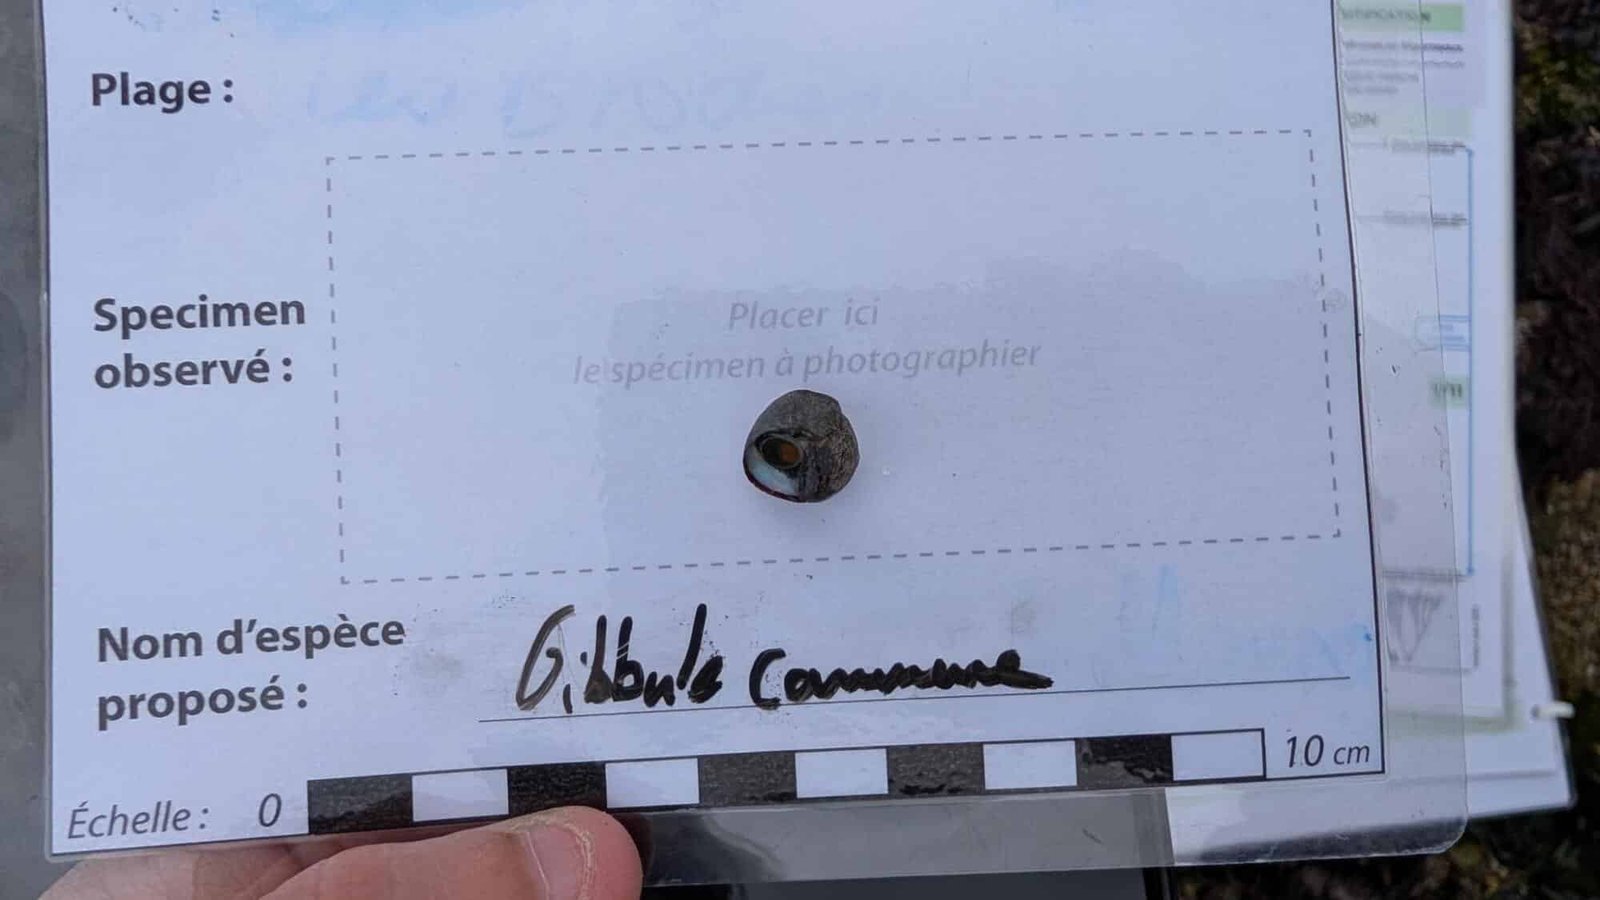 Plage :
Specimen
observé :
Placer ici
le spécimen à photographier
Nom d'espèce
proposé :
Gibbule commune
Échelle : 0
10 cm